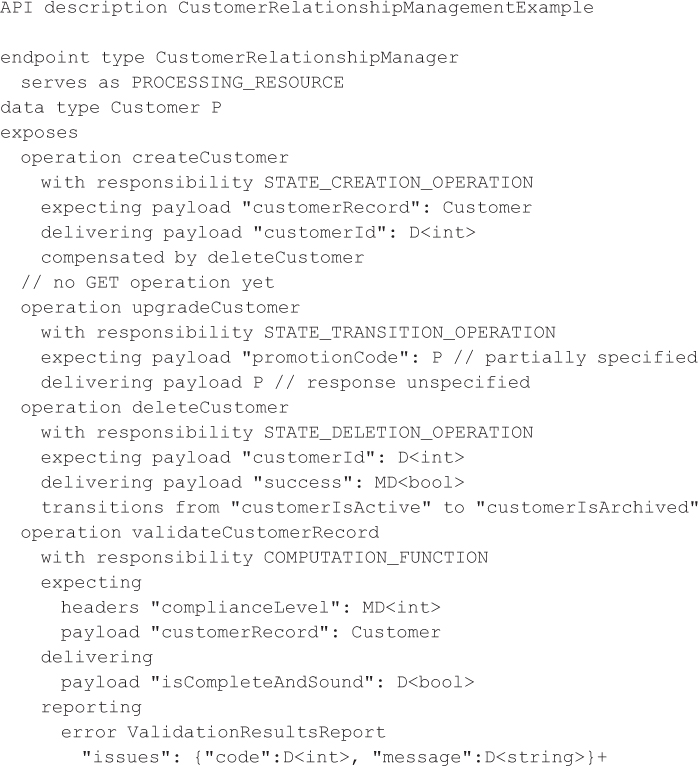 API description CustomerRelationshipManagementExample

endpoint type CustomerRelationshipManager
  serves as PROCESSING_RESOURCE
data type Customer P
exposes
  operation createCustomer
    with responsibility STATE_CREATION_OPERATION
    expecting payload "customerRecord": Customer
    delivering payload "customerId": D<int>
    compensated by deleteCustomer
  // no GET operation yet
  operation upgradeCustomer
    with responsibility STATE_TRANSITION_OPERATION
    expecting payload "promotionCode": P // partially specified
    delivering payload P // response unspecified
  operation deleteCustomer
    with responsibility STATE_DELETION_OPERATION
    expecting payload "customerId": D<int>
    delivering payload "success": MD<bool>
    transitions from "customerIsActive" to "customerIsArchived"
  operation validateCustomerRecord
    with responsibility COMPUTATION_FUNCTION
    expecting
      headers "complianceLevel": MD<int>
      payload "customerRecord": Customer
    delivering
      payload "isCompleteAndSound": D<bool>
    reporting
      error ValidationResultsReport
        "issues": {"code":D<int>, "message":D<string>}+